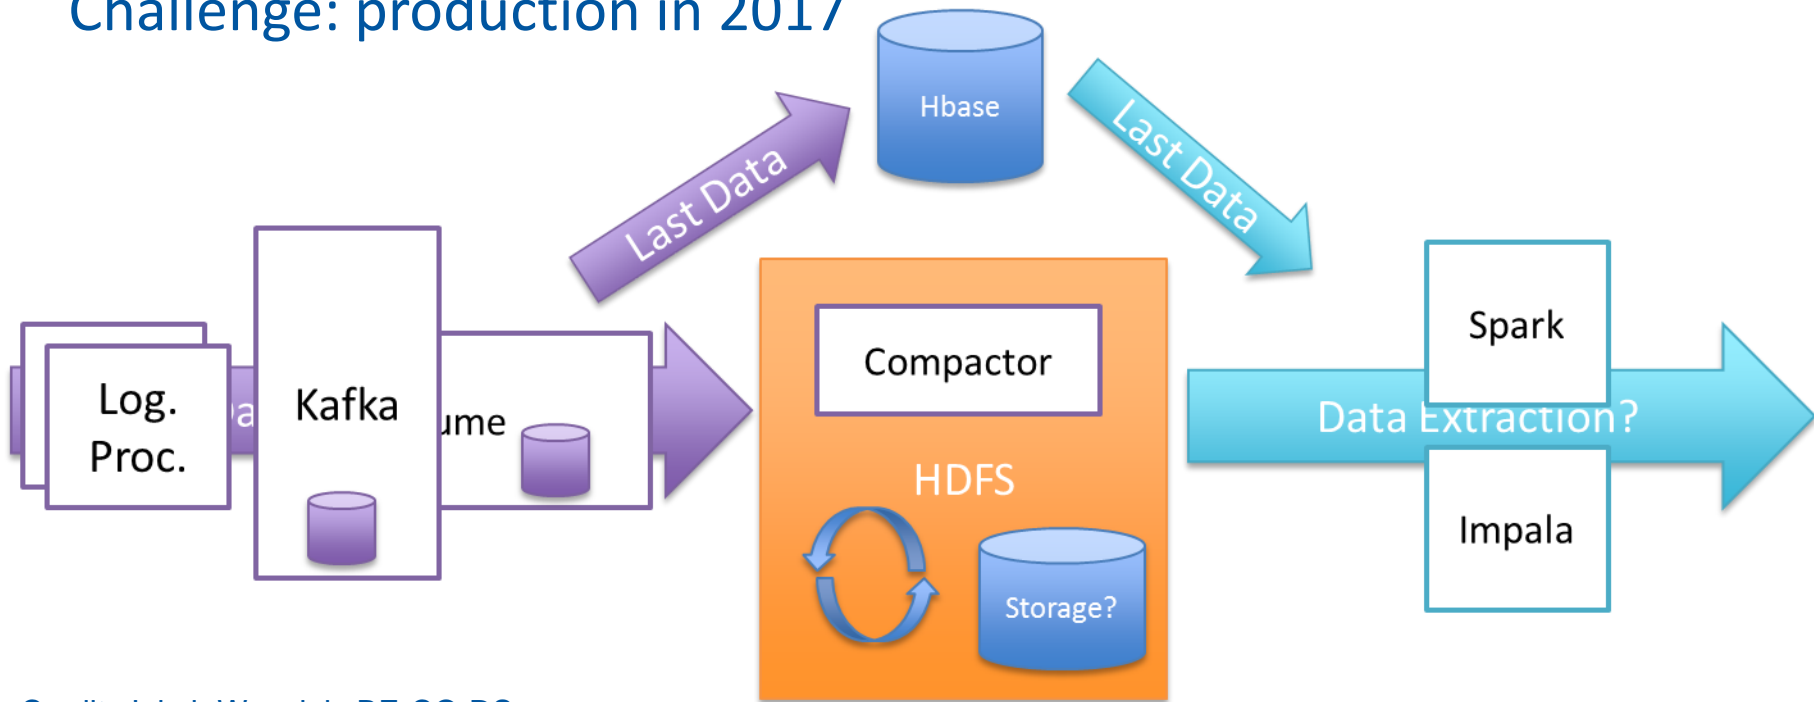 Challenge: production in 2017
Hbase
Last Data
Last Data
Log.
Proc.
Kafka
Compactor
HDFS
Storage?
Spark
Data Extraction?
Impala